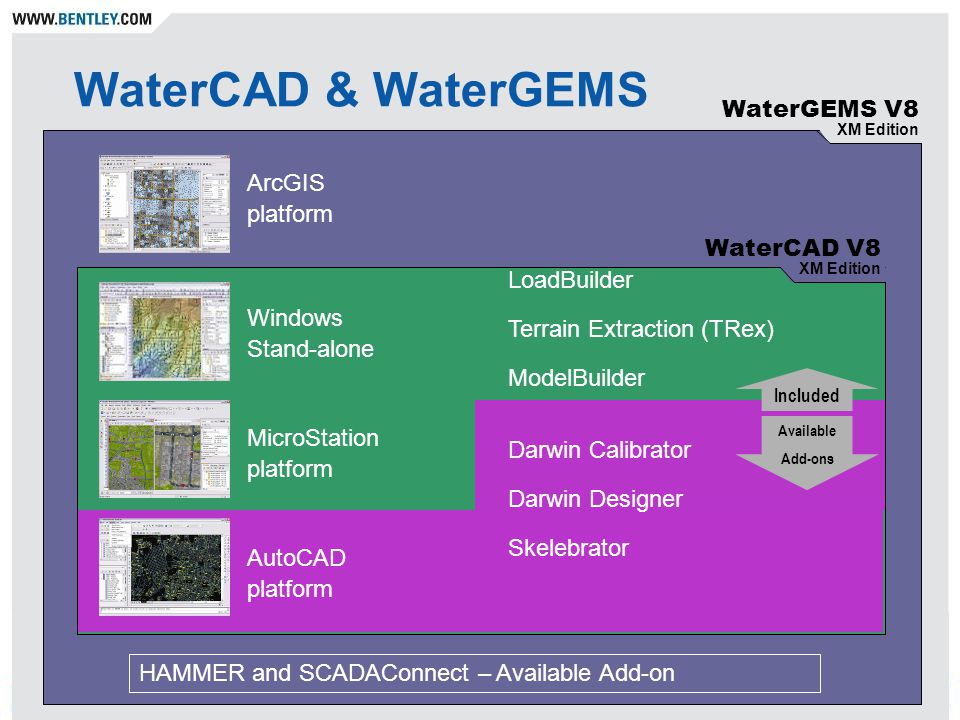 WWW.BENTLEY.COM
WaterCAD & WaterGEMS
WaterGEMS V8
XM Edition
ArcGIS
platform
WaterCAD V8
XM Edition
Windows
Stand-alone
MicroStation
platform
AutoCAD
platform
LoadBuilder
Terrain Extraction (TRex)
ModelBuilder
Included
Available
Add-ons
Darwin Calibrator
Darwin Designer
Skelebrator
HAMMER and SCADAConnect – Available Add-on